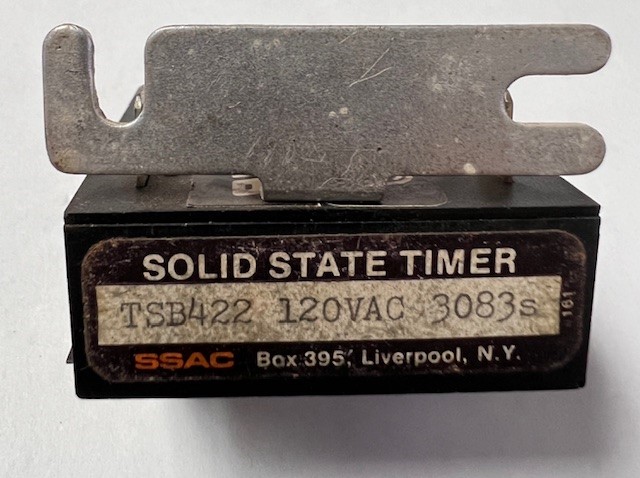 SOLID STATE TIMER
TSB422 120VAC 3083s
161
SSAC Box 395, Liverpool, N.Y.